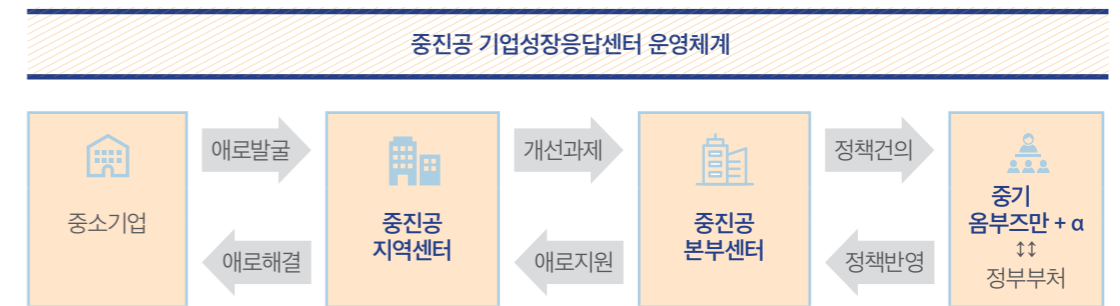 중진공 기업성장응답센터 운영체계
중소기업
애로발굴
애로해결
중진공
지역센터
개선과제
애로지원
중진공
본부센터
정책건의
정책반영
중기
옴부즈만 + α
↕↕
정부부처